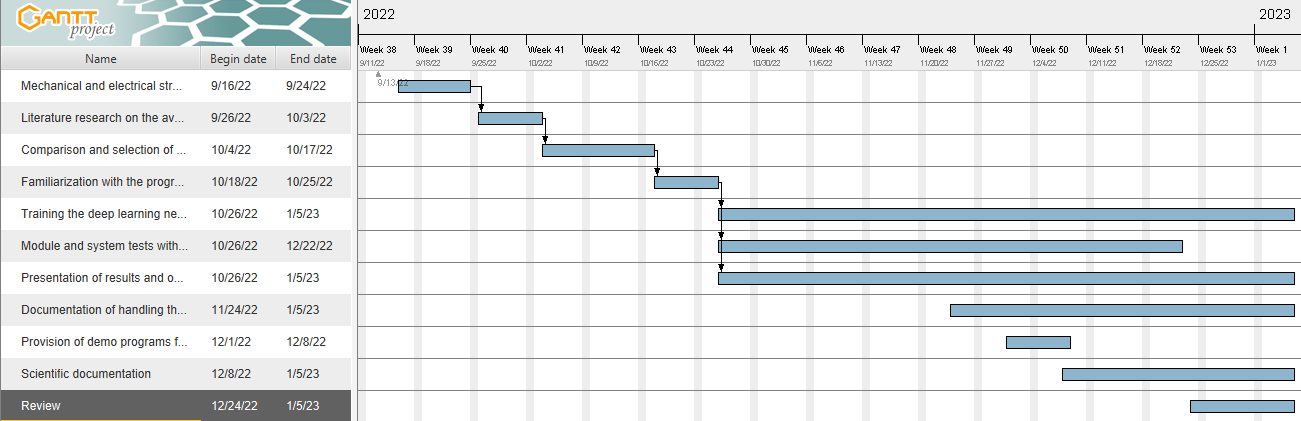 GANTT
project
2022 2023
Name Begin date End date
Week 38 Week 39 Week 40 Week 41 Week 42 Week 43 Week 44 Week 45 Week 46 Week 47 Week 48 Week 49 Week 50 Week 51 Week 52 Week 53 Week 1
9/11/22 9/18/22 9/25/22 10/2/22 10/9/22 10/16/22 10/23/22 10/30/22 11/6/22 11/13/22 11/20/22 11/27/22 12/4/22 12/11/22 12/18/22 12/25/22 1/1/23
9/13/22
Mechanical and electrical str... 9/16/22 9/24/22
Literature research on the av... 9/26/22 10/3/22
Comparison and selection of ... 10/4/22 10/17/22
Familiarization with the progr... 10/18/22 10/25/22
Training the deep learning ne... 10/26/22 1/5/23
Module and system tests with... 10/26/22 12/22/22
Presentation of results and o... 10/26/22 1/5/23
Documentation of handling th... 11/24/22 1/5/23
Provision of demo programs f... 12/1/22 12/8/22
Scientific documentation 12/8/22 1/5/23
Review 12/24/22 1/5/23